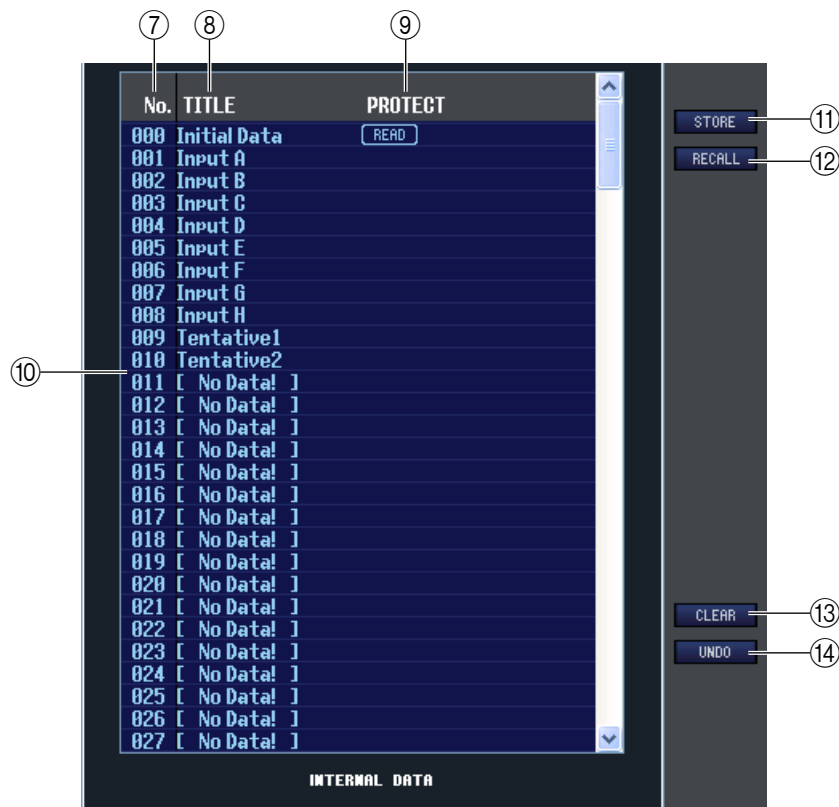 ⑦ ⑧ ⑨
No. TITLE PROTECT
000 Initial Data READ
001 Input A
002 Input B
003 Input C
004 Input D
005 Input E
006 Input F
007 Input G
008 Input H
009 Tentative1
010 Tentative2
⑩
011 [ No Data! ]
012 [ No Data! ]
013 [ No Data! ]
014 [ No Data! ]
015 [ No Data! ]
016 [ No Data! ]
017 [ No Data! ]
018 [ No Data! ]
019 [ No Data! ]
020 [ No Data! ]
021 [ No Data! ]
022 [ No Data! ]
023 [ No Data! ]
024 [ No Data! ]
025 [ No Data! ]
026 [ No Data! ]
027 [ No Data! ]
INTERNAL DATA
STORE ⑪
RECALL ⑫
CLEAR ⑬
UNDO ⑭